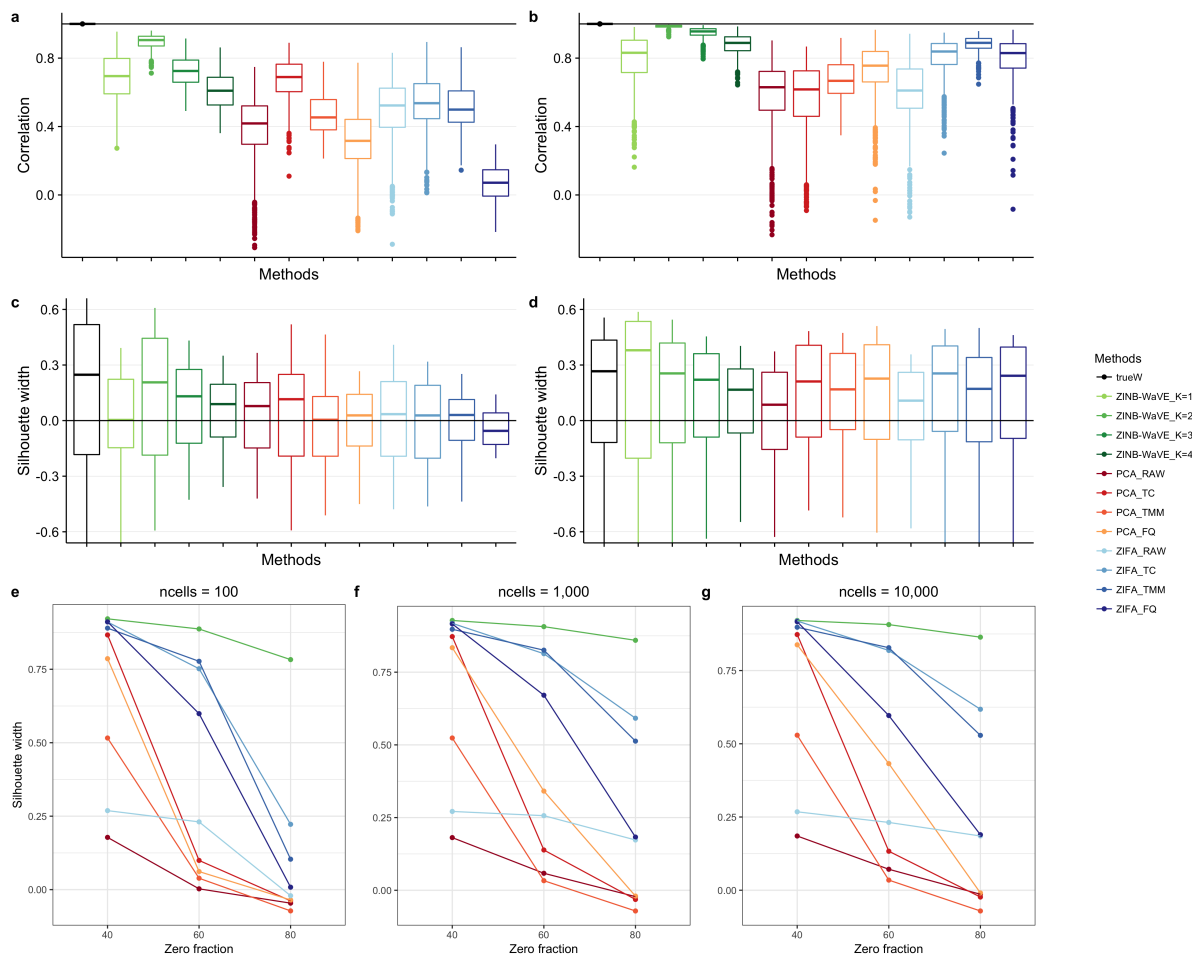 a
b
Correlation
0.8
0.4
0.0
Methods
Correlation
0.8
0.4
0.0
Methods
c
d
Silhouette width
0.6
0.3
0.0
-0.3
-0.6
Methods
Silhouette width
0.6
0.3
0.0
-0.3
-0.6
Methods
Methods
trueW
ZINB-WaVE_K=1
ZINB-WaVE_K=2
ZINB-WaVE_K=3
ZINB-WaVE_K=4
PCA_RAW
PCA_TC
PCA_TMM
PCA_FQ
ZIFA_RAW
ZIFA_TC
ZIFA_TMM
ZIFA_FQ
e
ncells = 100
Silhouette width
0.75
0.50
0.25
0.00
40 60 80
Zero fraction
f
ncells = 1,000
0.75
0.50
0.25
0.00
40 60 80
Zero fraction
g
ncells = 10,000
0.75
0.50
0.25
0.00
40 60 80
Zero fraction